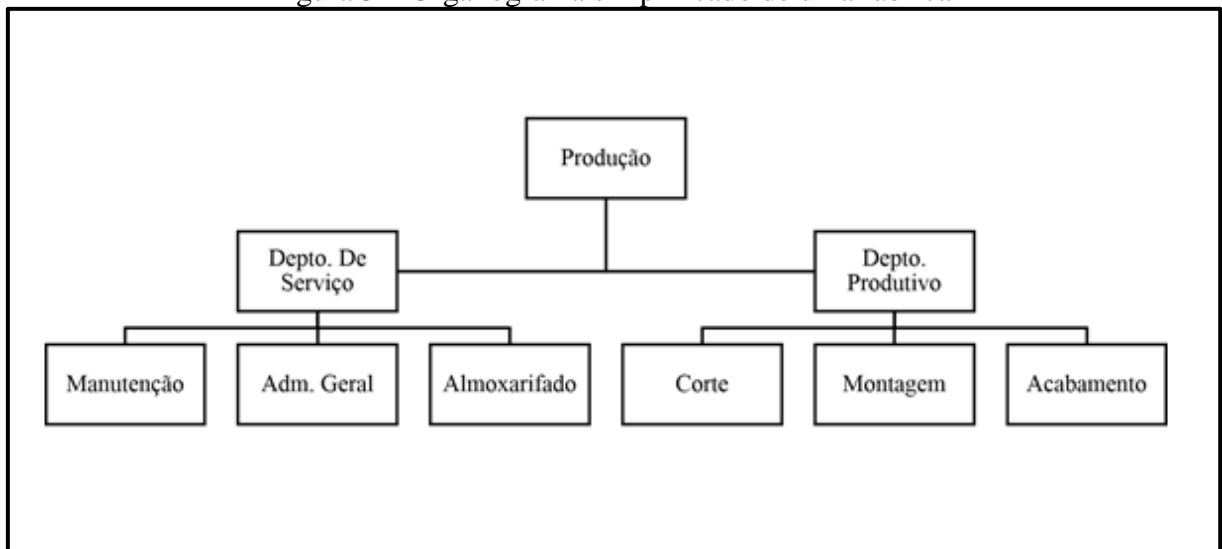 Produção
Depto. De
Serviço
Depto.
Produtivo
Manutenção
Adm. Geral
Almoxarifado
Corte
Montagem
Acabamento